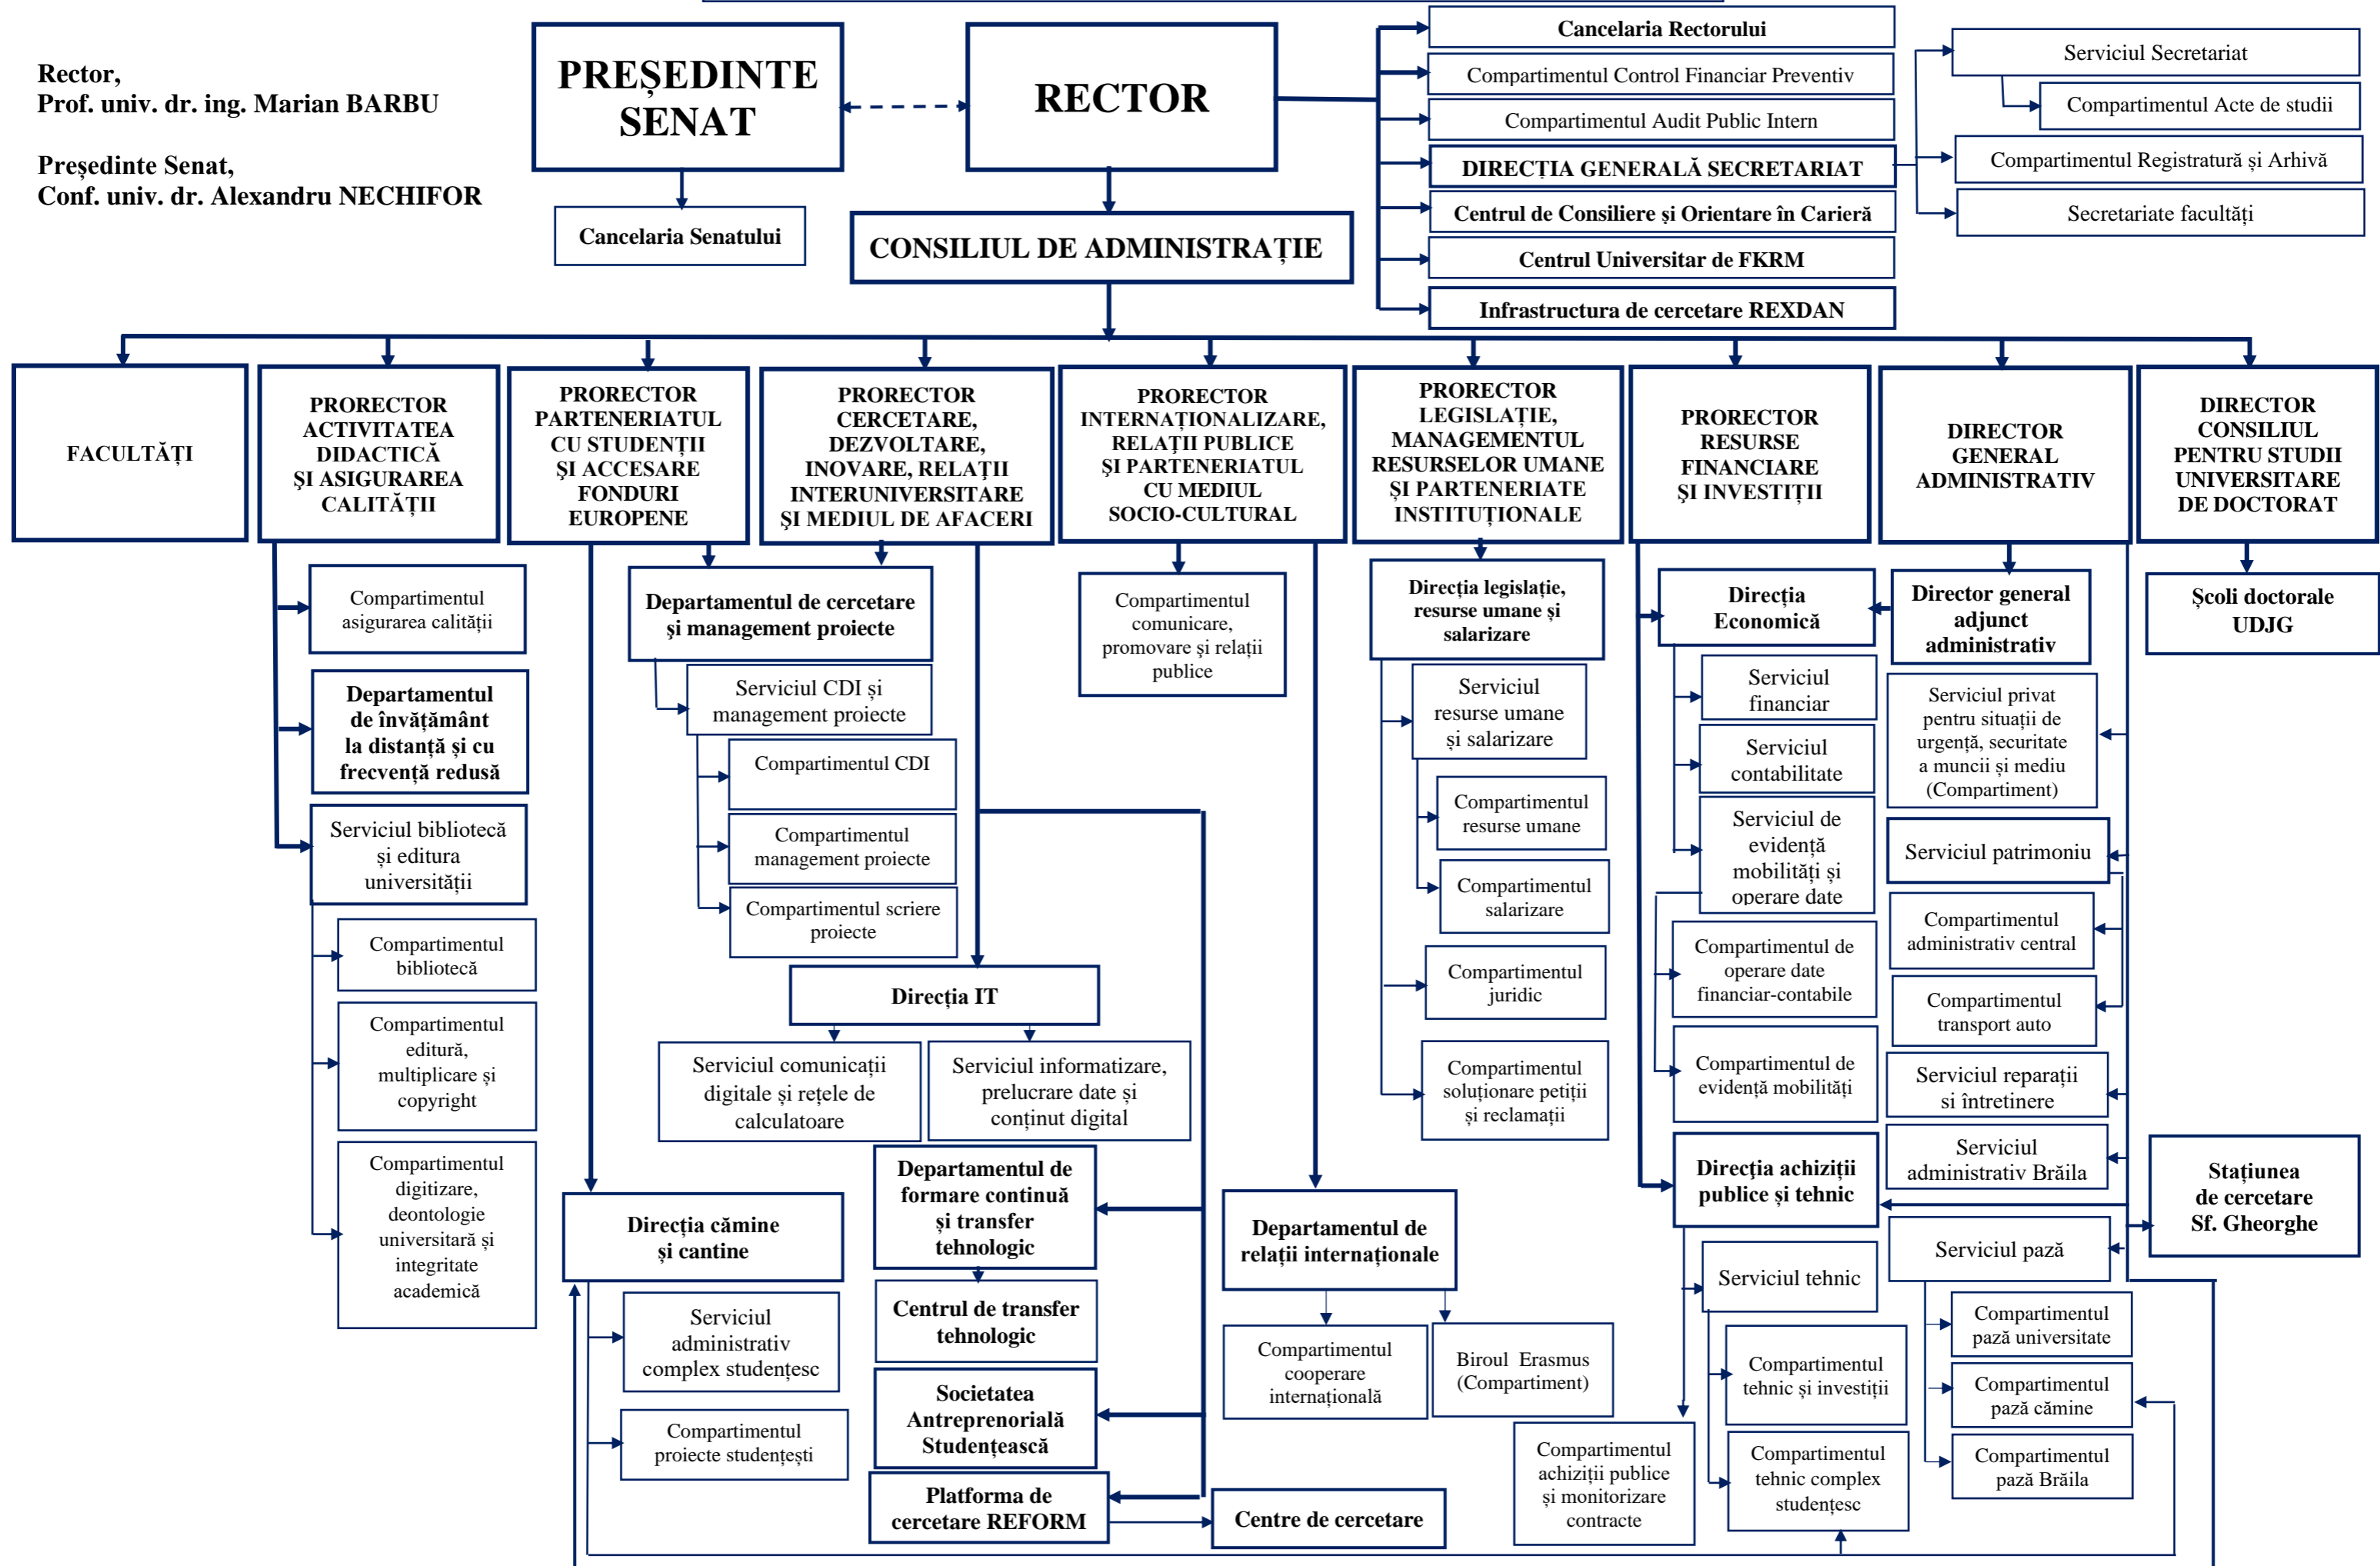 Rector,
Prof. univ. dr. ing. Marian BARBU
Președinte Senat,
Conf. univ. dr. Alexandru NECHIFOR
PREȘEDINTE
SENAT
RECTOR
Cancelaria Senatului
CONSILIUL DE ADMINISTRAȚIE
Cancelaria Rectorului
Compartimentul Control Financiar Preventiv
Compartimentul Audit Public Intern
DIRECȚIA GENERALĂ SECRETARIAT
Centrul de Consiliere și Orientare în Carieră
Centrul Universitar de FKRM
Infrastructura de cercetare REXDAN
Serviciul Secretariat
Compartimentul Acte de studii
Compartimentul Registratură și Arhivă
Secretariate facultăți
FACULTĂȚI
PRORECTOR
ACTIVITATEA
DIDACTICĂ
ŞI ASIGURAREA
CALITĂȚII
PRORECTOR
PARTENERIATUL
CU STUDENȚII
ŞI ACCESARE
FONDURI
EUROPENE
PRORECTOR
CERCETARE,
DEZVOLTARE,
INOVARE, RELAȚII
INTERUNIVERSITARE
ŞI MEDIUL DE AFACERI
PRORECTOR
INTERNAȚIONALIZARE,
RELAȚII PUBLICE
ŞI PARTENERIATUL
CU MEDIUL
SOCIO-CULTURAL
PRORECTOR
LEGISLAȚIE,
MANAGEMENTUL
RESURSELOR UMANE
ȘI PARTENERIATE
INSTITUȚIONALE
PRORECTOR
RESURSE
FINANCIARE
ŞI INVESTIȚII
DIRECTOR
GENERAL
ADMINISTRATIV
DIRECTOR
CONSILIUL
PENTRU STUDII
UNIVERSITARE
DE DOCTORAT
Compartimentul
asigurarea calității
Departamentul
de învățământ
la distanță și cu
frecvență redusă
Serviciul bibliotecă
și editura
universității
Compartimentul
bibliotecă
Compartimentul
editură,
multiplicare și
copyright
Compartimentul
digitizare,
deontologie
universitară și
integritate
academică
Direcția cămine
și cantine
Serviciul
administrativ
complex studențesc
Compartimentul
proiecte studențești
Departamentul de cercetare
şi management proiecte
Serviciul CDI și
management proiecte
Compartimentul CDI
Compartimentul
management proiecte
Compartimentul scriere
proiecte
Direcția IT
Serviciul comunicații
digitale și rețele de
calculatoare
Serviciul informatizare,
prelucrare date și
conținut digital
Departamentul de
formare continuă
și transfer
tehnologic
Centrul de transfer
tehnologic
Societatea
Antreprenorială
Studențească
Platforma de
cercetare REFORM
Centre de cercetare
Compartimentul
comunicare,
promovare și relații
publice
Departamentul de
relații internaționale
Compartimentul
cooperare
internațională
Biroul Erasmus
(Compartiment)
Direcția legislație,
resurse umane și
salarizare
Serviciul
resurse umane
și salarizare
Compartimentul
resurse umane
Compartimentul
salarizare
Compartimentul
juridic
Compartimentul
soluționare petiții
și reclamații
Direcția
Economică
Serviciul
financiar
Serviciul
contabilitate
Serviciul de
evidență
mobilități și
operare date
Compartimentul de
operare date
financiar-contabile
Compartimentul de
evidență mobilități
Direcția achiziții
publice și tehnic
Serviciul tehnic
Compartimentul
tehnic și investiții
Compartimentul
tehnic complex
studențesc
Compartimentul
achiziții publice
și monitorizare
contracte
Director general
adjunct
administrativ
Serviciul privat
pentru situații de
urgență, securitate
a muncii și mediu
(Compartiment)
Serviciul patrimoniu
Compartimentul
administrativ central
Compartimentul
transport auto
Serviciul reparații
si întretinere
Serviciul
administrativ Brăila
Serviciul pază
Compartimentul
pază universitate
Compartimentul
pază cămine
Compartimentul
pază Brăila
Școli doctorale
UDJG
Stațiunea
de cercetare
Sf. Gheorghe